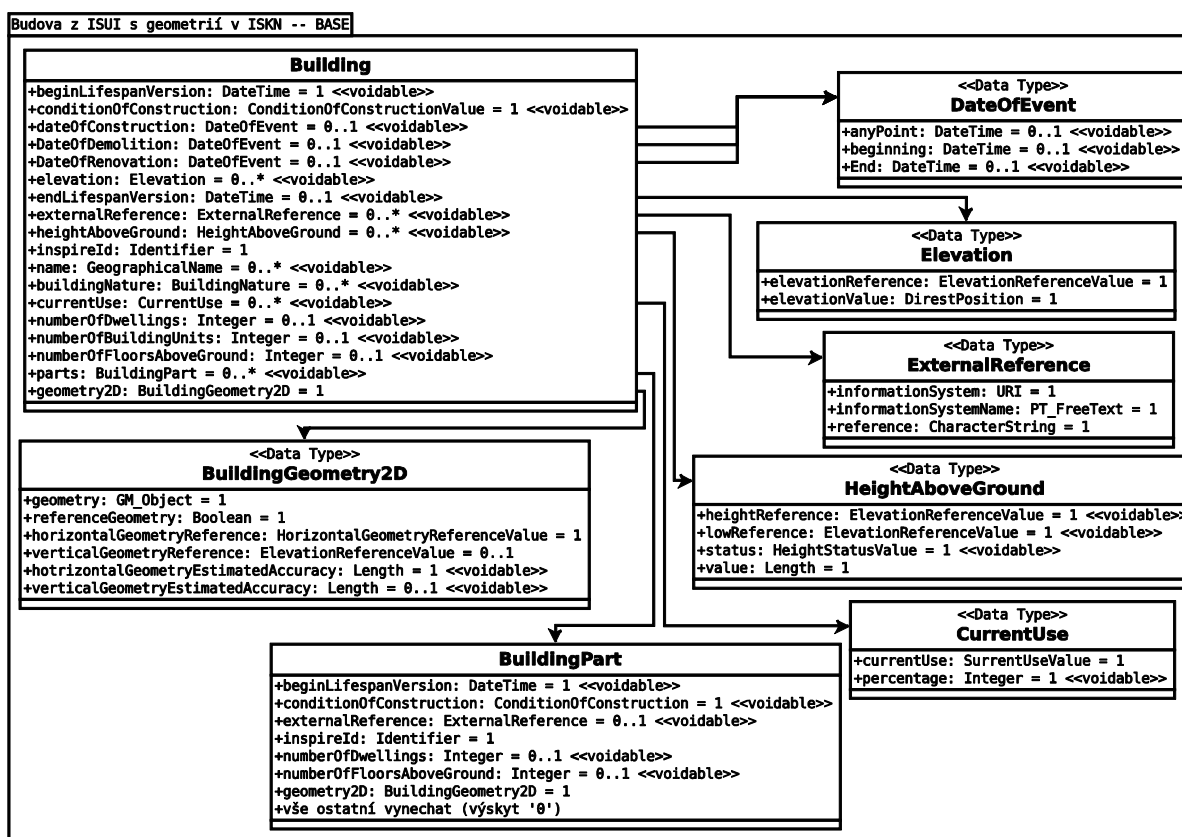 Budova z ISUI s geometrií v ISKN -- BASE
Building
+beginLifespanVersion: DateTime = 1 <<voidable>>
+conditionOfConstruction: ConditionOfConstructionValue = 1 <<voidable>>
+dateOfConstruction: DateOfEvent = 0..1 <<voidable>>
+DateOfDemolition: DateOfEvent = 0..1 <<voidable>>
+DateOfRenovation: DateOfEvent = 0..1 <<voidable>>
+elevation: Elevation = 0..* <<voidable>>
+endLifespanVersion: DateTime = 0..1 <<voidable>>
+externalReference: ExternalReference = 0..* <<voidable>>
+heightAboveGround: HeightAboveGround = 0..* <<voidable>>
+inspireId: Identifier = 1
+name: GeographicalName = 0..* <<voidable>>
+buildingNature: BuildingNature = 0..* <<voidable>>
+currentUse: CurrentUse = 0..* <<voidable>>
+numberOfDwellings: Integer = 0..1 <<voidable>>
+numberOfBuildingUnits: Integer = 0..1 <<voidable>>
+numberOfFloorsAboveGround: Integer = 0..1 <<voidable>>
+parts: BuildingPart = 0..* <<voidable>>
+geometry2D: BuildingGeometry2D = 1
<<Data Type>>
DateOfEvent
+anyPoint: DateTime = 0..1 <<voidable>>
+beginning: DateTime = 0..1 <<voidable>>
+End: DateTime = 0..1 <<voidable>>
<<Data Type>>
Elevation
+elevationReference: ElevationReferenceValue = 1
+elevationValue: DirestPosition = 1
<<Data Type>>
ExternalReference
+informationSystem: URI = 1
+informationSystemName: PT_FreeText = 1
+reference: CharacterString = 1
<<Data Type>>
BuildingGeometry2D
+geometry: GM_Object = 1
+referenceGeometry: Boolean = 1
+horizontalGeometryReference: HorizontalGeometryReferenceValue = 1
+verticalGeometryReference: ElevationReferenceValue = 0..1
+hotrizontalGeometryEstimatedAccuracy: Length = 1 <<voidable>>
+verticalGeometryEstimatedAccuracy: Length = 0..1 <<voidable>>
<<Data Type>>
HeightAboveGround
+heightReference: ElevationReferenceValue = 1 <<voidable>>
+lowReference: ElevationReferenceValue = 1 <<voidable>>
+status: HeightStatusValue = 1 <<voidable>>
+value: Length = 1
<<Data Type>>
CurrentUse
+currentUse: SurrentUseValue = 1
+percentage: Integer = 1 <<voidable>>
BuildingPart
+beginLifespanVersion: DateTime = 1 <<voidable>>
+conditionOfConstruction: ConditionOfConstruction = 1 <<voidable>>
+externalReference: ExternalReference = 0..1 <<voidable>>
+inspireId: Identifier = 1
+numberOfDwellings: Integer = 0..1 <<voidable>>
+numberOfFloorsAboveGround: Integer = 0..1 <<voidable>>
+geometry2D: BuildingGeometry2D = 1
+vše ostatní vynechat (výskyt '0')